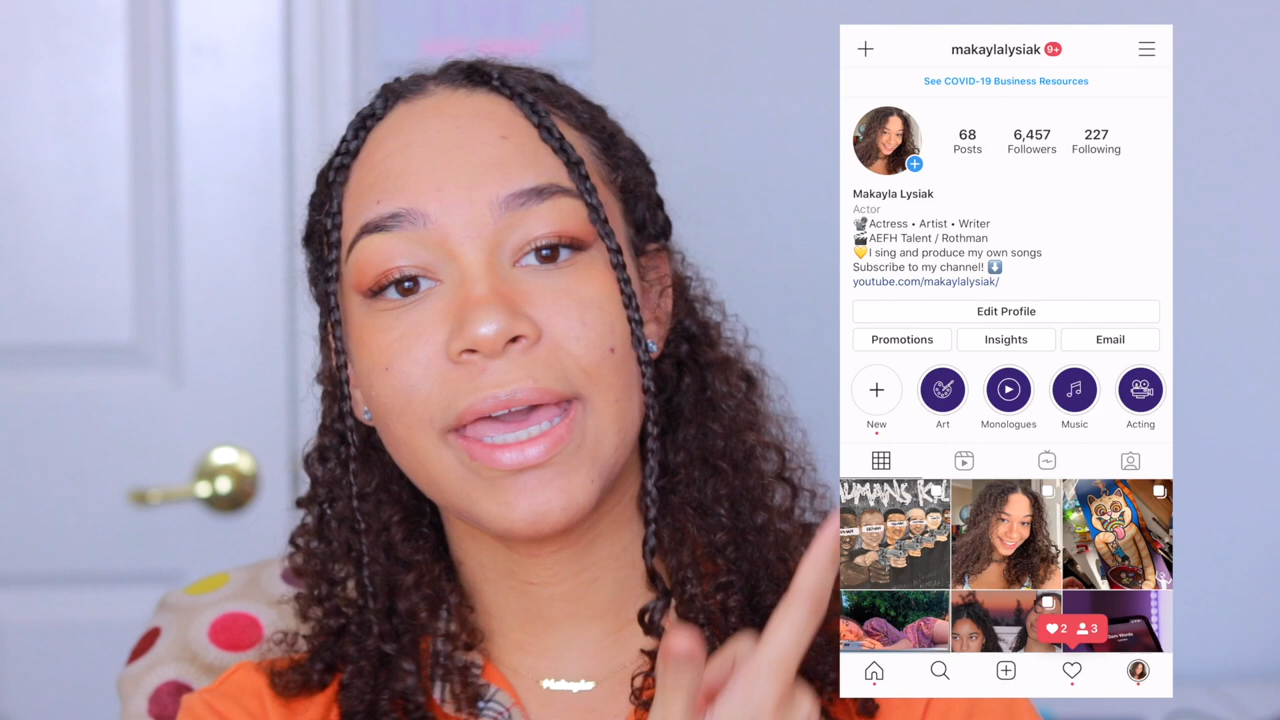 makaylalysiak 9+
See COVID-19 Business Resources
68 6,457 227
Posts Followers Following
Makayla Lysiak
Actor
Actress • Artist • Writer
AEFH Talent / Rothman
I sing and produce my own songs
Subscribe to my channel!
youtube.com/makaylalysiak/
Edit Profile
Promotions Insights Email
New Art Monologues Music Acting
2 3